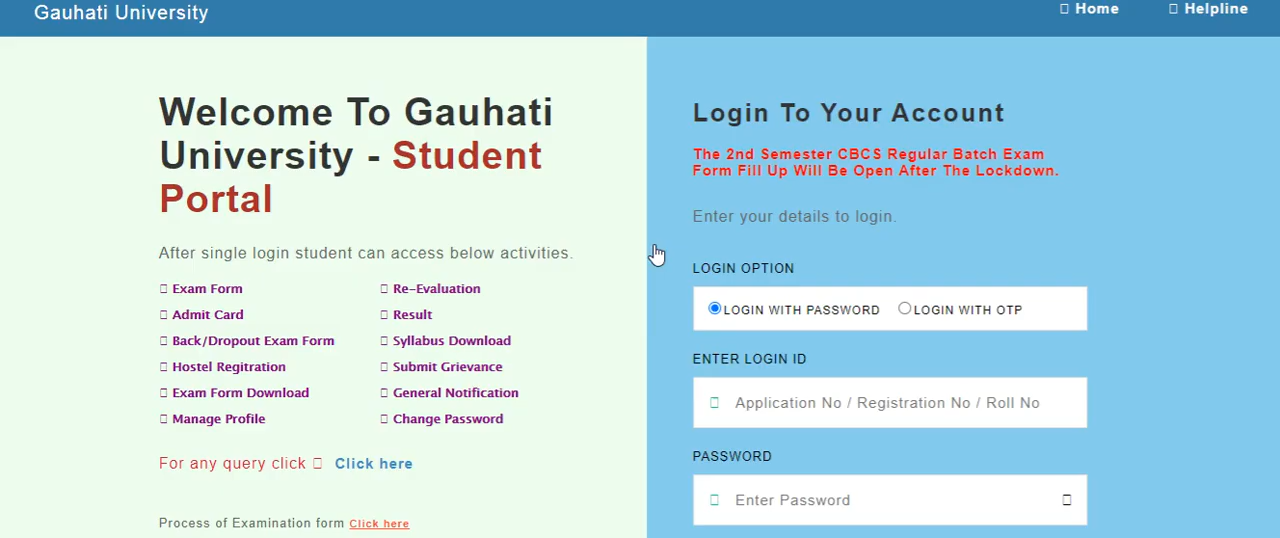 Gauhati University
Home
Helpline
Welcome To Gauhati
University - Student
Portal
After single login student can access below activities.
Exam Form
Re-Evaluation
Admit Card
Result
Back/Dropout Exam Form
Syllabus Download
Hostel Regitration
Submit Grievance
Exam Form Download
General Notification
Manage Profile
Change Password
For any query click Click here
Process of Examination form Click here
Login To Your Account
The 2nd Semester CBCS Regular Batch Exam
Form Fill Up Will Be Open After The Lockdown.
Enter your details to login.
LOGIN OPTION
LOGIN WITH PASSWORD LOGIN WITH OTP
ENTER LOGIN ID
Application No / Registration No / Roll No
PASSWORD
Enter Password